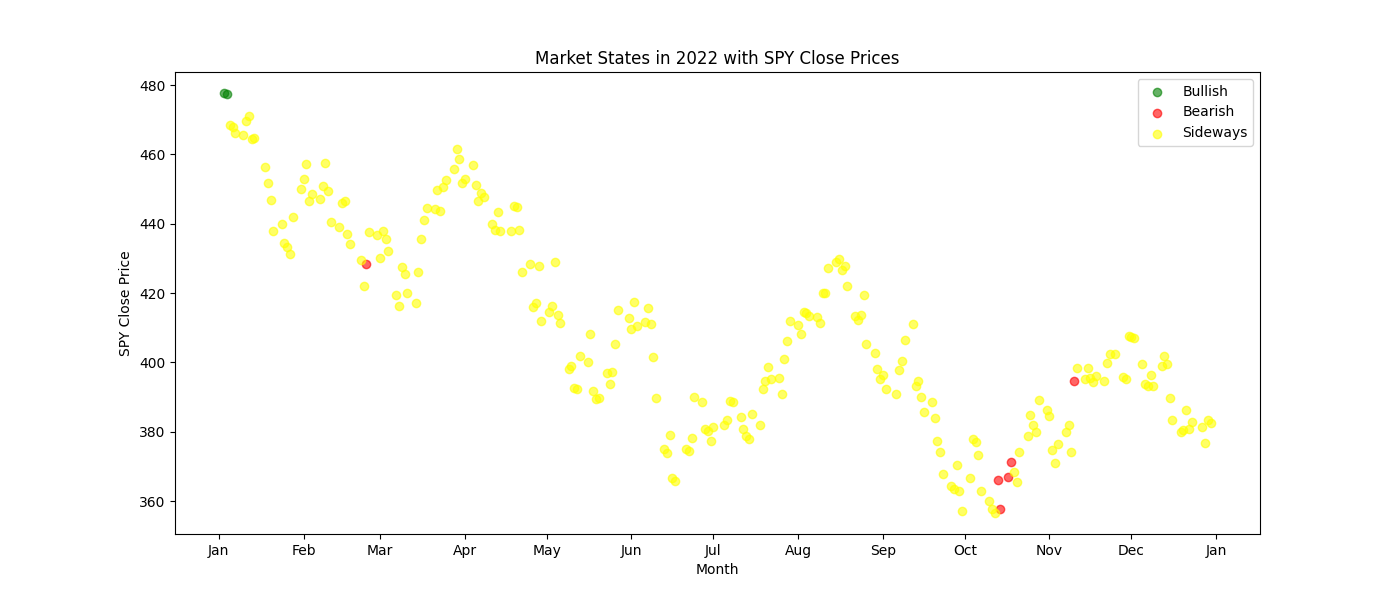 Market States in 2022 with SPY Close Prices
Bullish
Bearish
Sideways
SPY Close Price
480
460
440
420
400
380
360
Jan Feb Mar Apr May Jun Jul Aug Sep Oct Nov Dec Jan
Month